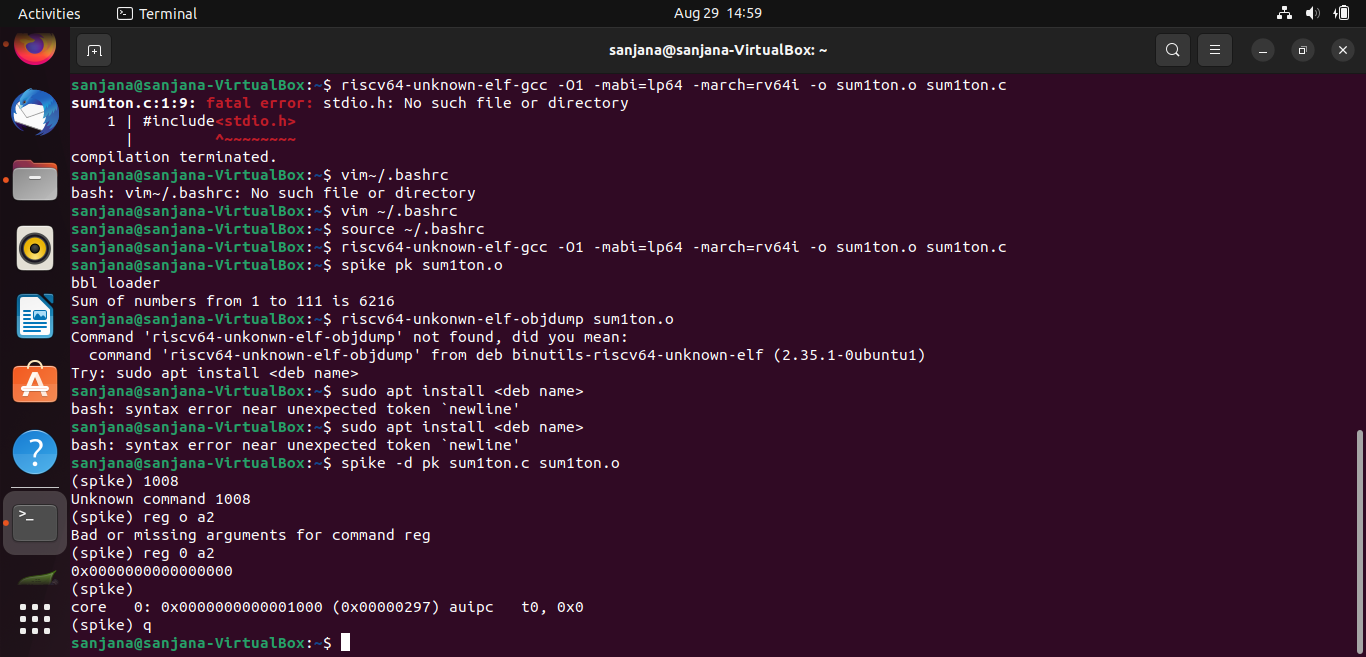 Activities
Terminal
Aug 29 14:59
sanjana@sanjana-VirtualBox: ~
sanjana@sanjana-VirtualBox:~$ riscv64-unknown-elf-gcc -O1 -mabi=lp64 -march=rv64i -o sum1ton.o sum1ton.c
sum1ton.c:1:9: fatal error: stdio.h: No such file or directory
1 | #include<stdio.h>
| ^~~~~~~~~
compilation terminated.
sanjana@sanjana-VirtualBox:~$ vim~/.bashrc
bash: vim~/.bashrc: No such file or directory
sanjana@sanjana-VirtualBox:~$ vim ~/.bashrc
sanjana@sanjana-VirtualBox:~$ source ~/.bashrc
sanjana@sanjana-VirtualBox:~$ riscv64-unknown-elf-gcc -O1 -mabi=lp64 -march=rv64i -o sum1ton.o sum1ton.c
sanjana@sanjana-VirtualBox:~$ spike pk sum1ton.o
bbl loader
Sum of numbers from 1 to 111 is 6216
sanjana@sanjana-VirtualBox:~$ riscv64-unkonwn-elf-objdump sum1ton.o
Command 'riscv64-unkonwn-elf-objdump' not found, did you mean:
command 'riscv64-unknown-elf-objdump' from deb binutils-riscv64-unknown-elf (2.35.1-0ubuntu1)
Try: sudo apt install <deb name>
sanjana@sanjana-VirtualBox:~$ sudo apt install <deb name>
bash: syntax error near unexpected token `newline'
sanjana@sanjana-VirtualBox:~$ sudo apt install <deb name>
bash: syntax error near unexpected token `newline'
sanjana@sanjana-VirtualBox:~$ spike -d pk sum1ton.c sum1ton.o
(spike) 1008
Unknown command 1008
(spike) reg o a2
Bad or missing arguments for command reg
(spike) reg 0 a2
0x0000000000000000
(spike)
core 0: 0x0000000000001000 (0x00000297) auipc t0, 0x0
(spike) q
sanjana@sanjana-VirtualBox:~$